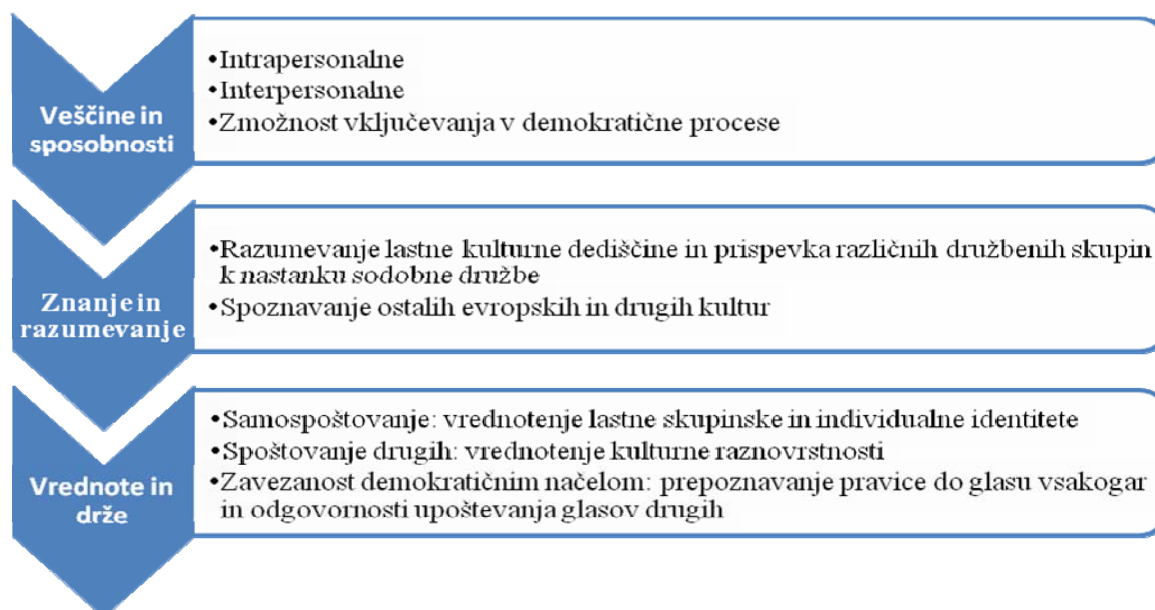 Veščine in
sposobnosti
•Intrapersonalne
•Interpersonalne
•Zmožnost vključevanja v demokratične procese
Znanje in
razumevanje
•Razumevanje lastne kulturne dediščine in prispevka različnih družbenih skupin
k nastanku sodobne družbe
•Spoznavanje ostalih evropskih in drugih kultur
Vrednote in
drže
•Samospoštovanje: vrednotenje lastne skupinske in individualne identitete
•Spoštovanje drugih: vrednotenje kulturne raznovrstnosti
•Zavezanost demokratičnim načelom: prepoznavanje pravice do glasu vsakogar
in odgovornosti upoštevanja glasov drugih